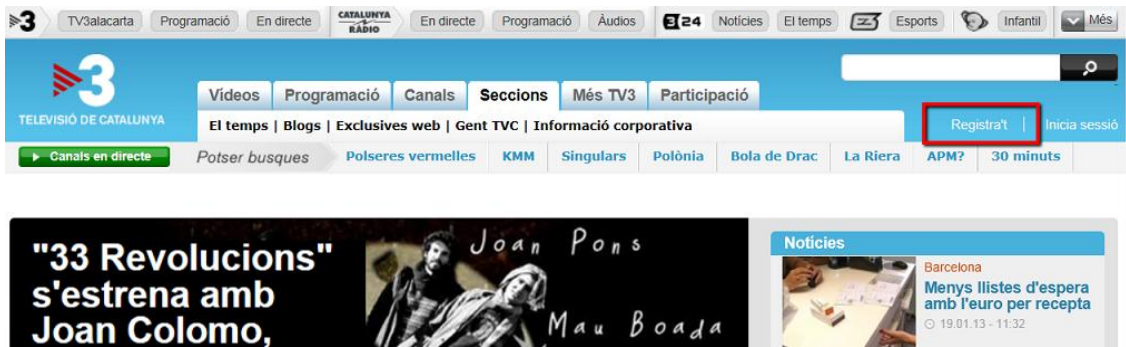 3 TV3alacarta Programació En directe CATALUNYA RÀDIO En directe Programació Àudios 3 24 Notícies El temps Esports Infantil Més
3
TELEVISIÓ DE CATALUNYA
Vídeos Programació Canals Seccions Més TV3 Participació
El temps | Blogs | Exclusives web | Gent TVC | Informació corporativa
Registra't | Inicia sessió
Canals en directe Potser busques Polseres vermelles KMM Singulars Polònia Bola de Drac La Riera APM? 30 minuts
"33 Revolucions"
s'estrena amb
Joan Colomo,
Joan Pons
Mau Boada
Notícies
Barcelona
Menys llistes d'espera
amb l'euro per recepta
19.01.13 - 11:32